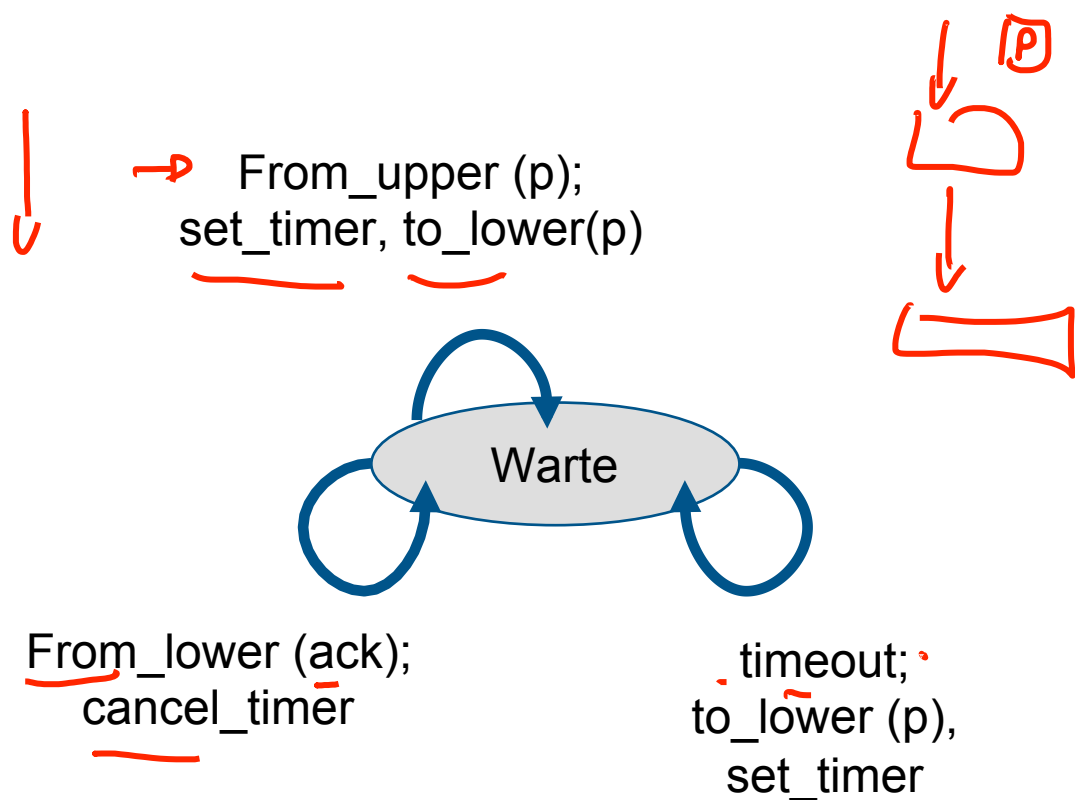 P
From_upper (p);
set_timer, to_lower(p)
Warte
From_lower (ack);
cancel_timer
timeout;
to_lower (p),
set_timer